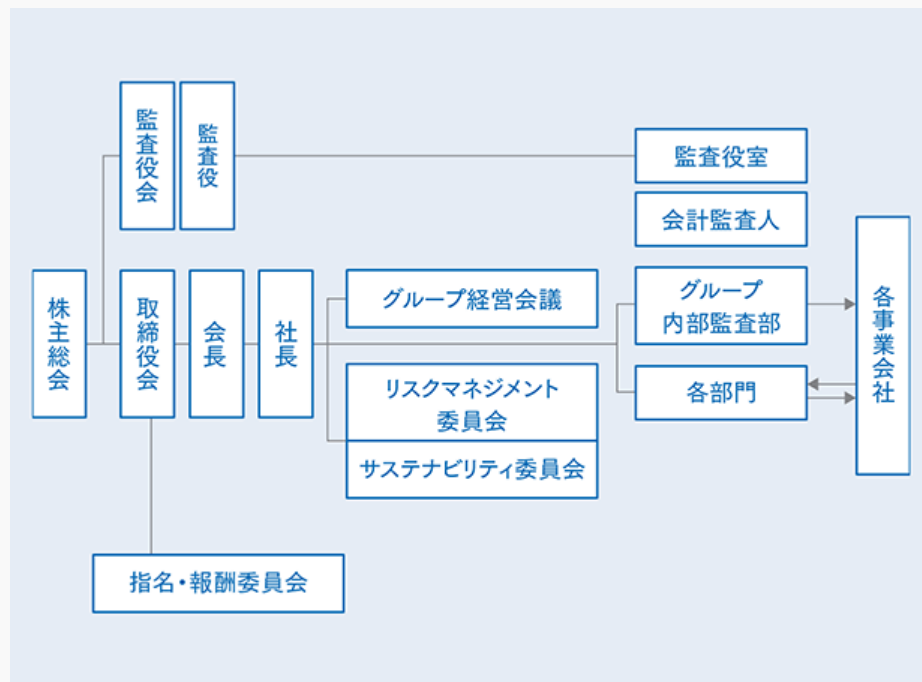 監査役会
監査役
監査役室
会計監査人
株主総会
取締役会
会長
社長
グループ経営会議
リスクマネジメント
委員会
サステナビリティ委員会
グループ
内部監査部
各部門
各事業会社
指名・報酬委員会